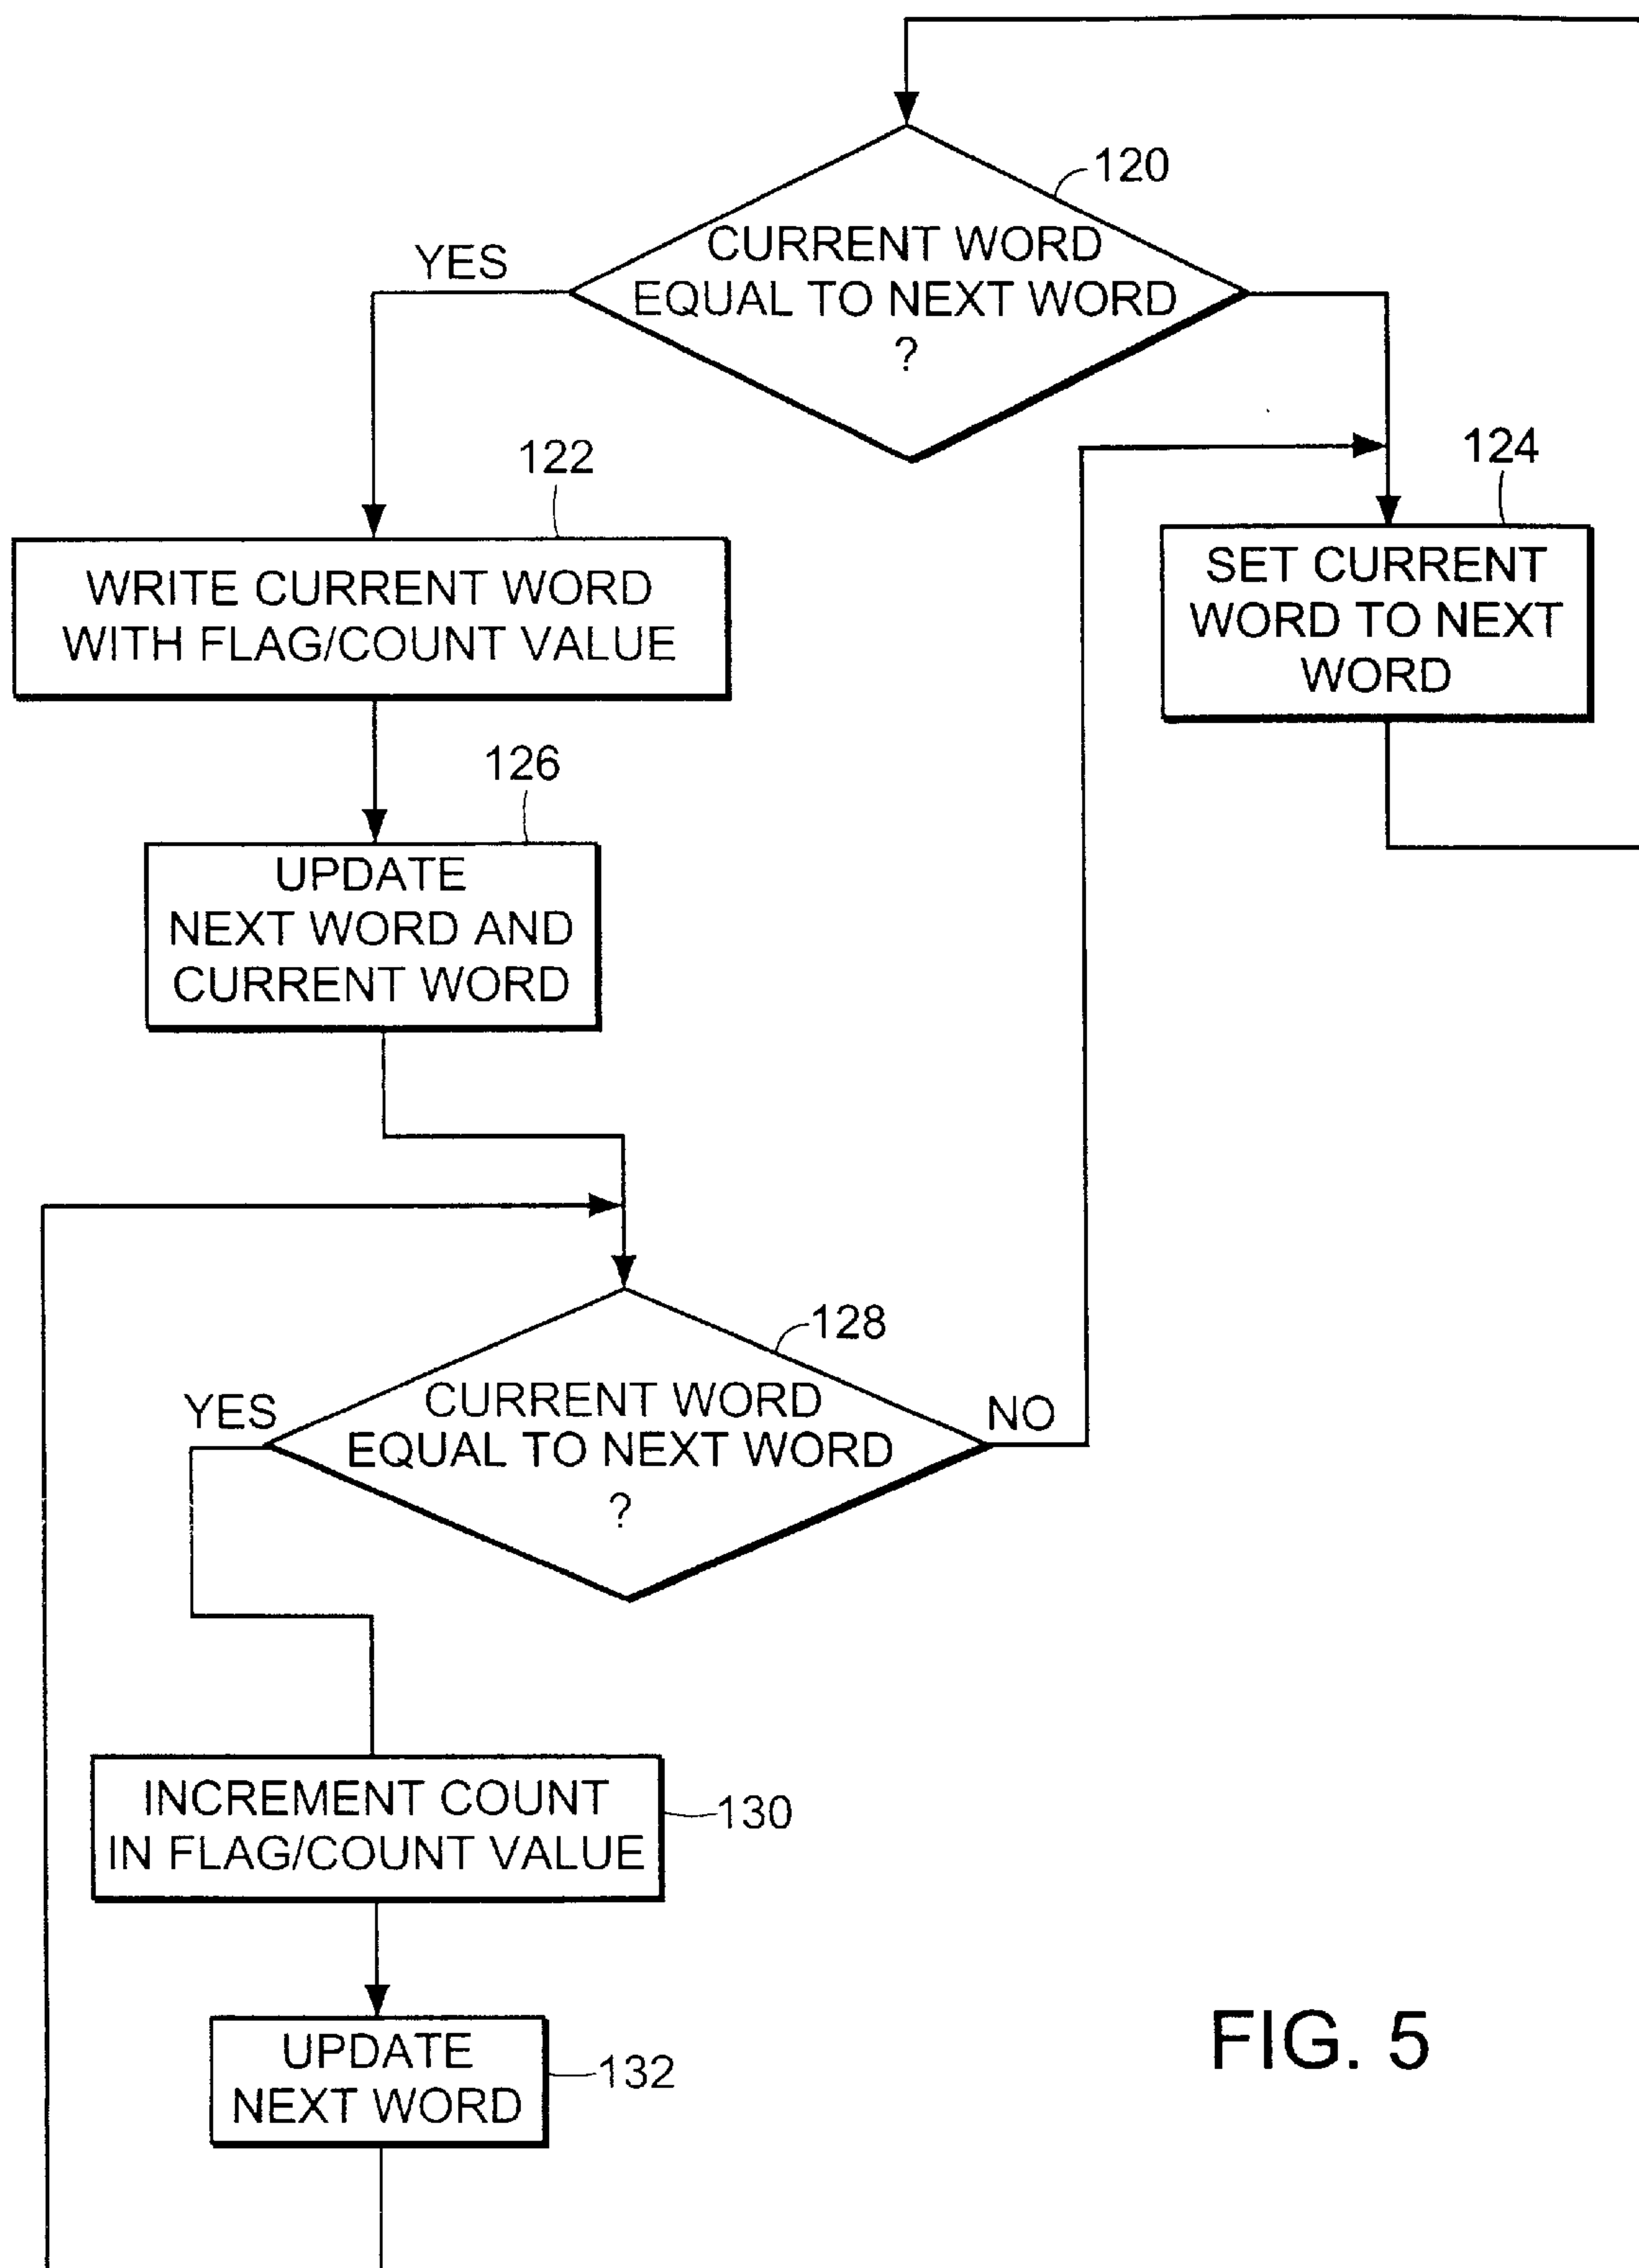 120
CURRENT WORD
EQUAL TO NEXT WORD
?
YES
122
WRITE CURRENT WORD
WITH FLAG/COUNT VALUE
124
SET CURRENT
WORD TO NEXT
WORD
126
UPDATE
NEXT WORD AND
CURRENT WORD
128
CURRENT WORD
EQUAL TO NEXT WORD
?
YES
NO
INCREMENT COUNT
IN FLAG/COUNT VALUE
130
UPDATE
NEXT WORD
132
FIG. 5